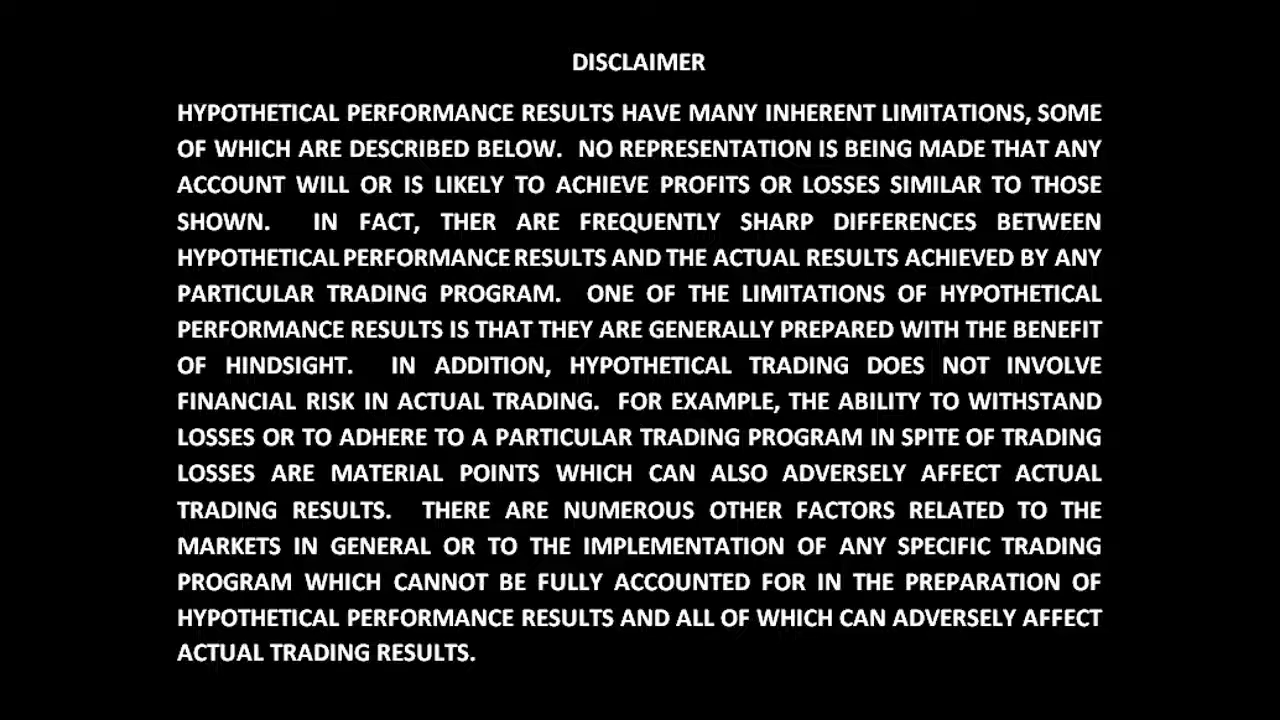 DISCLAIMER
HYPOTHETICAL PERFORMANCE RESULTS HAVE MANY INHERENT LIMITATIONS, SOME
OF WHICH ARE DESCRIBED BELOW. NO REPRESENTATION IS BEING MADE THAT ANY
ACCOUNT WILL OR IS LIKELY TO ACHIEVE PROFITS OR LOSSES SIMILAR TO THOSE
SHOWN. IN FACT, THER ARE FREQUENTLY SHARP DIFFERENCES BETWEEN
HYPOTHETICAL PERFORMANCE RESULTS AND THE ACTUAL RESULTS ACHIEVED BY ANY
PARTICULAR TRADING PROGRAM. ONE OF THE LIMITATIONS OF HYPOTHETICAL
PERFORMANCE RESULTS IS THAT THEY ARE GENERALLY PREPARED WITH THE BENEFIT
OF HINDSIGHT. IN ADDITION, HYPOTHETICAL TRADING DOES NOT INVOLVE
FINANCIAL RISK IN ACTUAL TRADING. FOR EXAMPLE, THE ABILITY TO WITHSTAND
LOSSES OR TO ADHERE TO A PARTICULAR TRADING PROGRAM IN SPITE OF TRADING
LOSSES ARE MATERIAL POINTS WHICH CAN ALSO ADVERSELY AFFECT ACTUAL
TRADING RESULTS. THERE ARE NUMEROUS OTHER FACTORS RELATED TO THE
MARKETS IN GENERAL OR TO THE IMPLEMENTATION OF ANY SPECIFIC TRADING
PROGRAM WHICH CANNOT BE FULLY ACCOUNTED FOR IN THE PREPARATION OF
HYPOTHETICAL PERFORMANCE RESULTS AND ALL OF WHICH CAN ADVERSELY AFFECT
ACTUAL TRADING RESULTS.